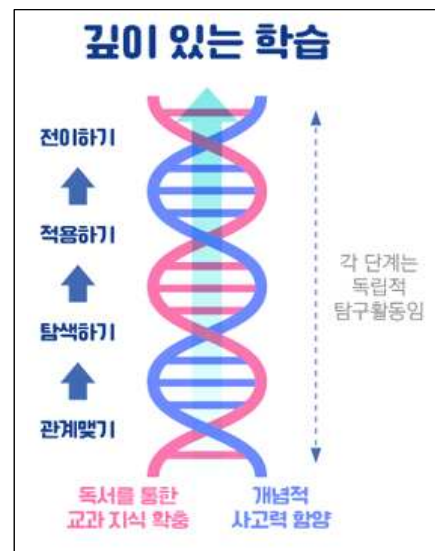 깊이 있는 학습
전이하기
적용하기
탐색하기
관계맺기
각 단계는
독립적
탐구활동임
독서를 통한
교과 지식 확충
개념적
사고력 함양